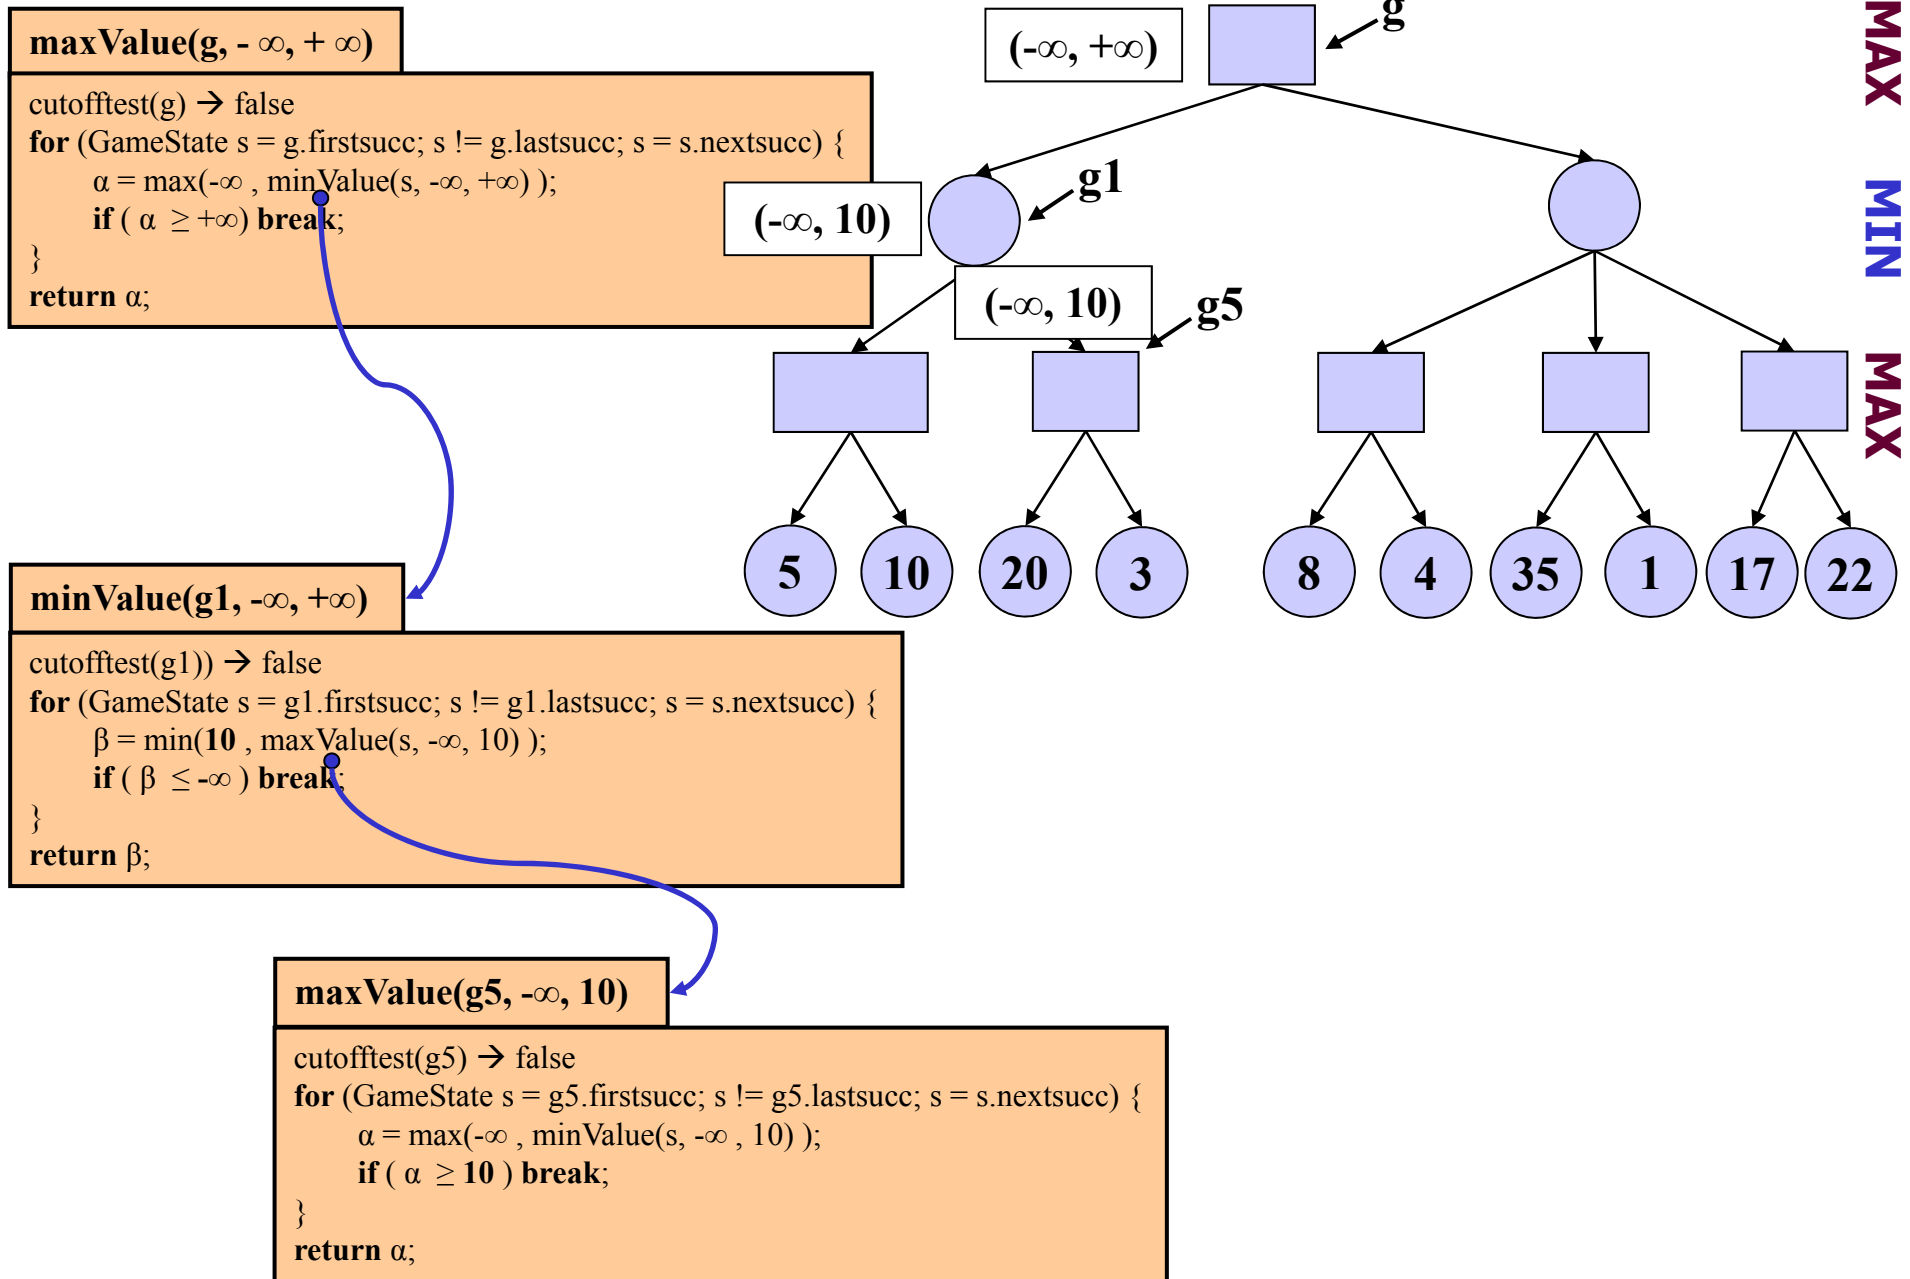 maxValue(g, - ∞, + ∞)
cutofftest(g) → false
for (GameState s = g.firstsucc; s != g.lastsucc; s = s.nextsucc) {
α = max(-∞ , minValue(s, -∞, +∞) );
if ( α ≥ +∞) break;
}
return α;
(-∞, +∞)
g
MAX
(-∞, 10)
g1
MIN
(-∞, 10)
g5
MAX
5 10 20 3 8 4 35 1 17 22
minValue(g1, -∞, +∞)
cutofftest(g1)) → false
for (GameState s = g1.firstsucc; s != g1.lastsucc; s = s.nextsucc) {
β = min(10 , maxValue(s, -∞, 10) );
if ( β ≤ -∞ ) break;
}
return β;
maxValue(g5, -∞, 10)
cutofftest(g5) → false
for (GameState s = g5.firstsucc; s != g5.lastsucc; s = s.nextsucc) {
α = max(-∞ , minValue(s, -∞ , 10) );
if ( α ≥ 10 ) break;
}
return α;